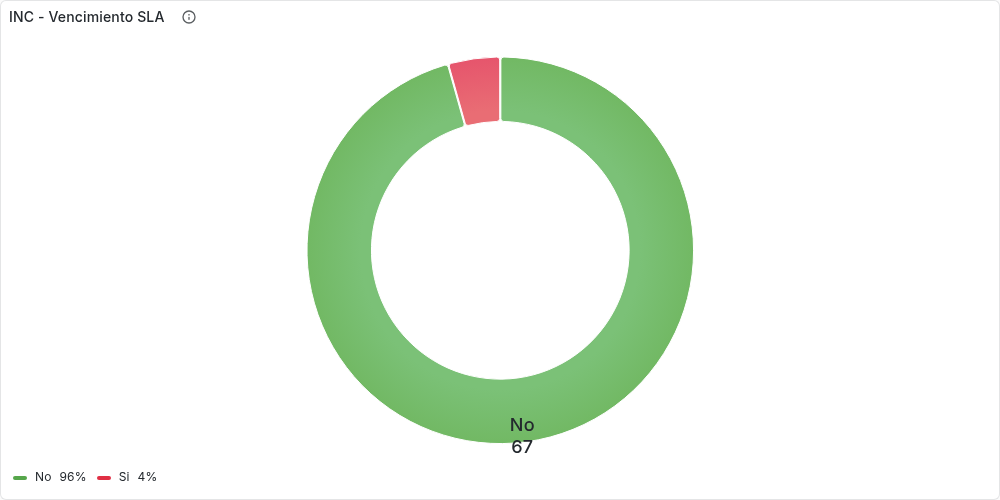 INC - Vencimiento SLA
No
67
No 96% Si 4%